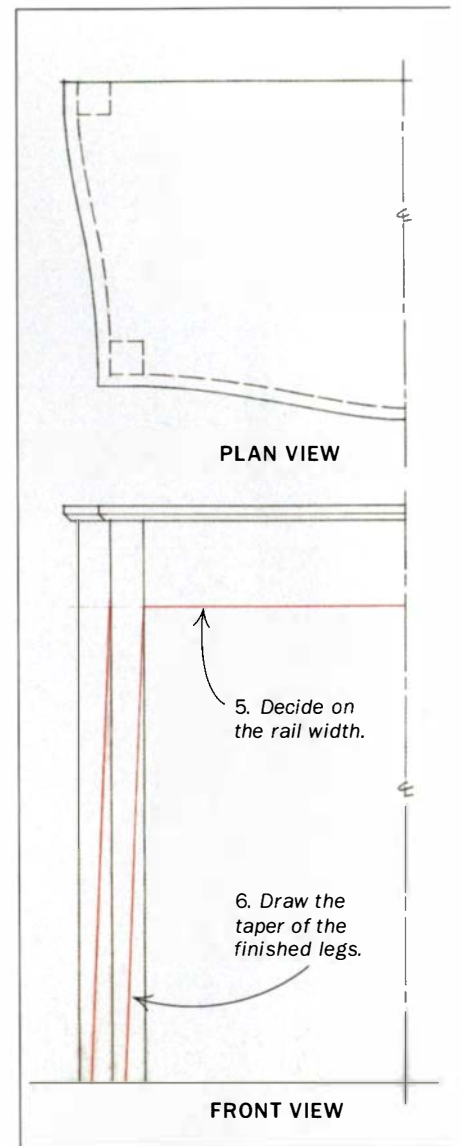 ℄
PLAN VIEW
5. Decide on
the rail width.
℄
6. Draw the
taper of the
finished legs.
FRONT VIEW